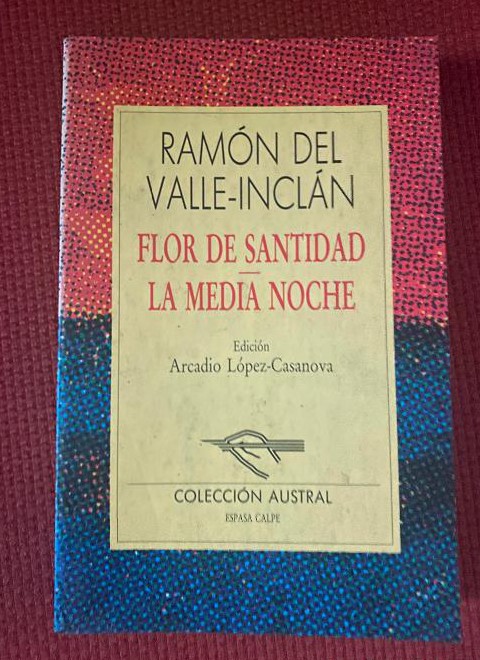 RAMÓN DEL
VALLE-INCLÁN
FLOR DE SANTIDAD
LA MEDIA NOCHE
Edición
Arcadio López-Casanova
COLECCIÓN AUSTRAL
ESPASA CALPE